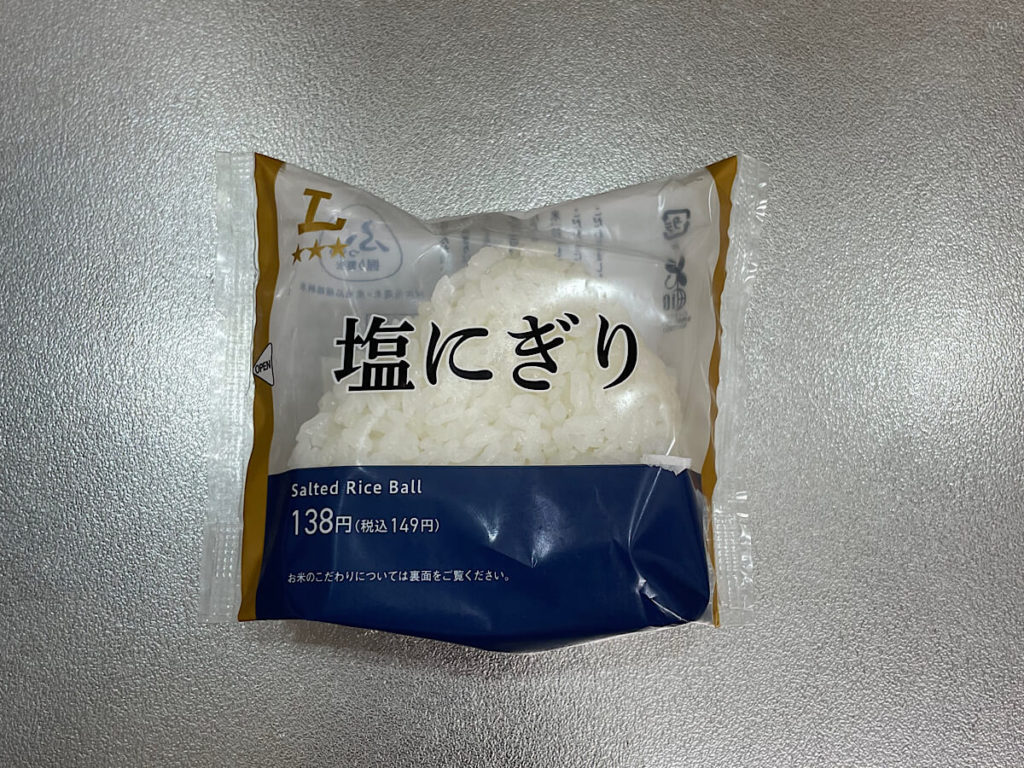 L
塩にぎり
OPEN
Salted Rice Ball
138円(税込149円)
お米のこだわりについては裏面をご覧ください。